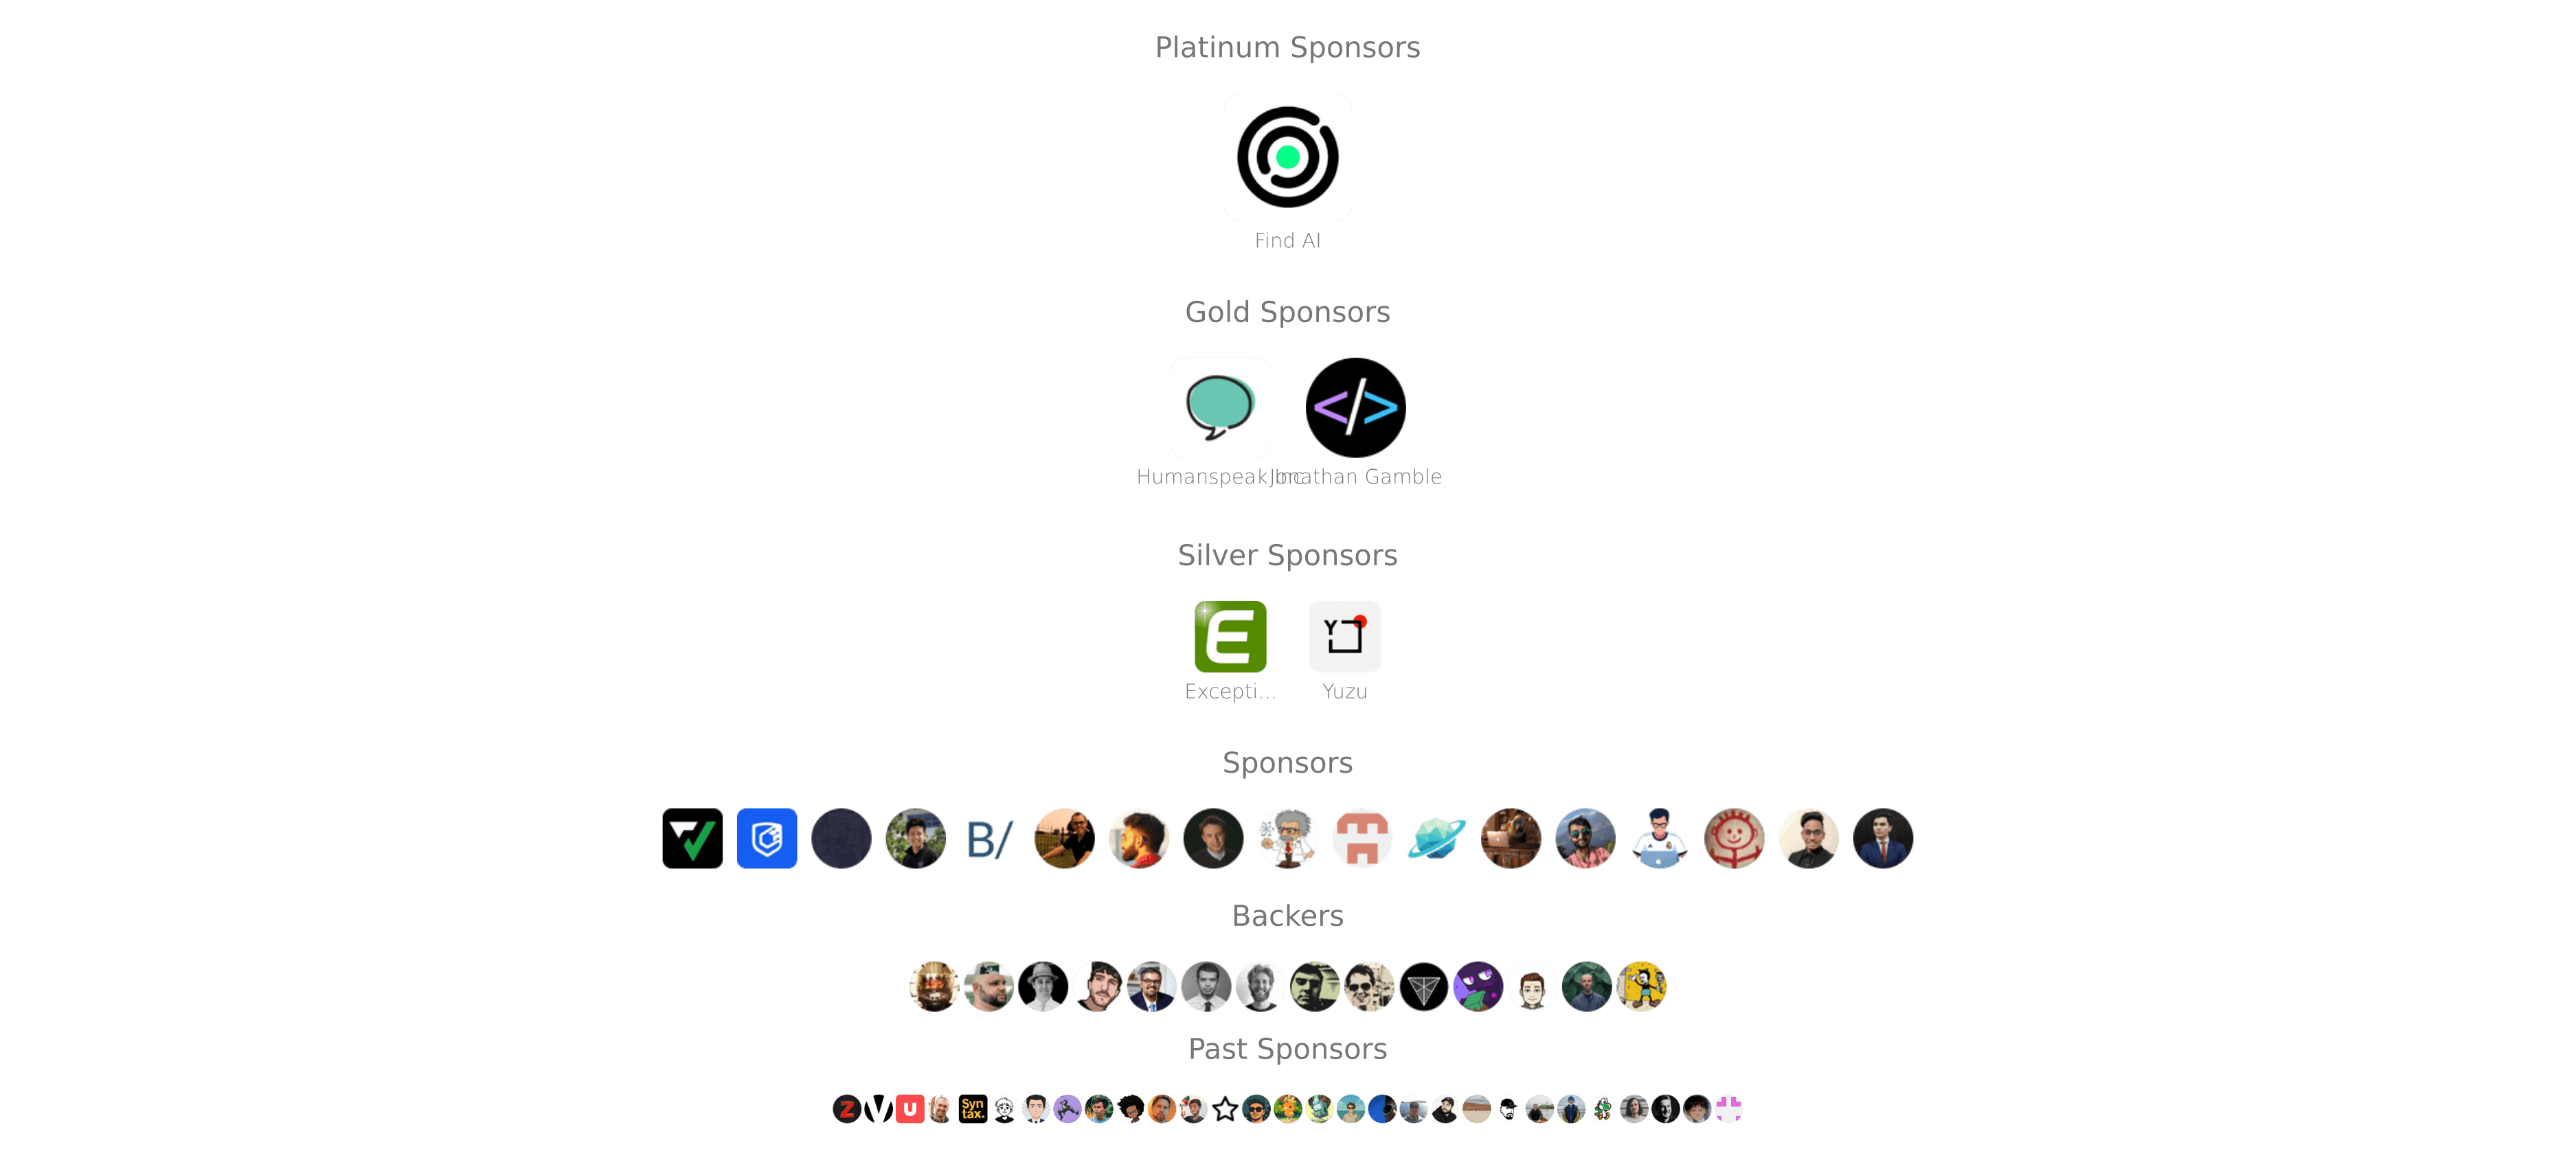 Platinum Sponsors
Find AI
Gold Sponsors
</>
Humanspeak Inc Jonathan Gamble
Silver Sponsors
E Y
Excepti... Yuzu
Sponsors
B/
Backers
Past Sponsors
Z V U Syn
tax.